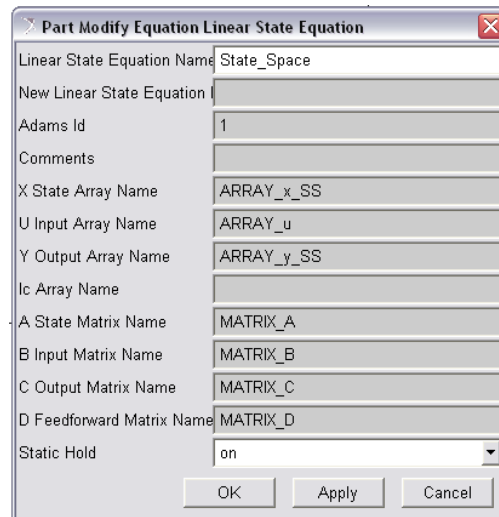 Part Modify Equation Linear State Equation
Linear State Equation Name State_Space
New Linear State Equation
Adams Id 1
Comments
X State Array Name ARRAY_x_SS
U Input Array Name ARRAY_u
Y Output Array Name ARRAY_y_SS
Ic Array Name
A State Matrix Name MATRIX_A
B Input Matrix Name MATRIX_B
C Output Matrix Name MATRIX_C
D Feedforward Matrix Name MATRIX_D
Static Hold on
OK Apply Cancel